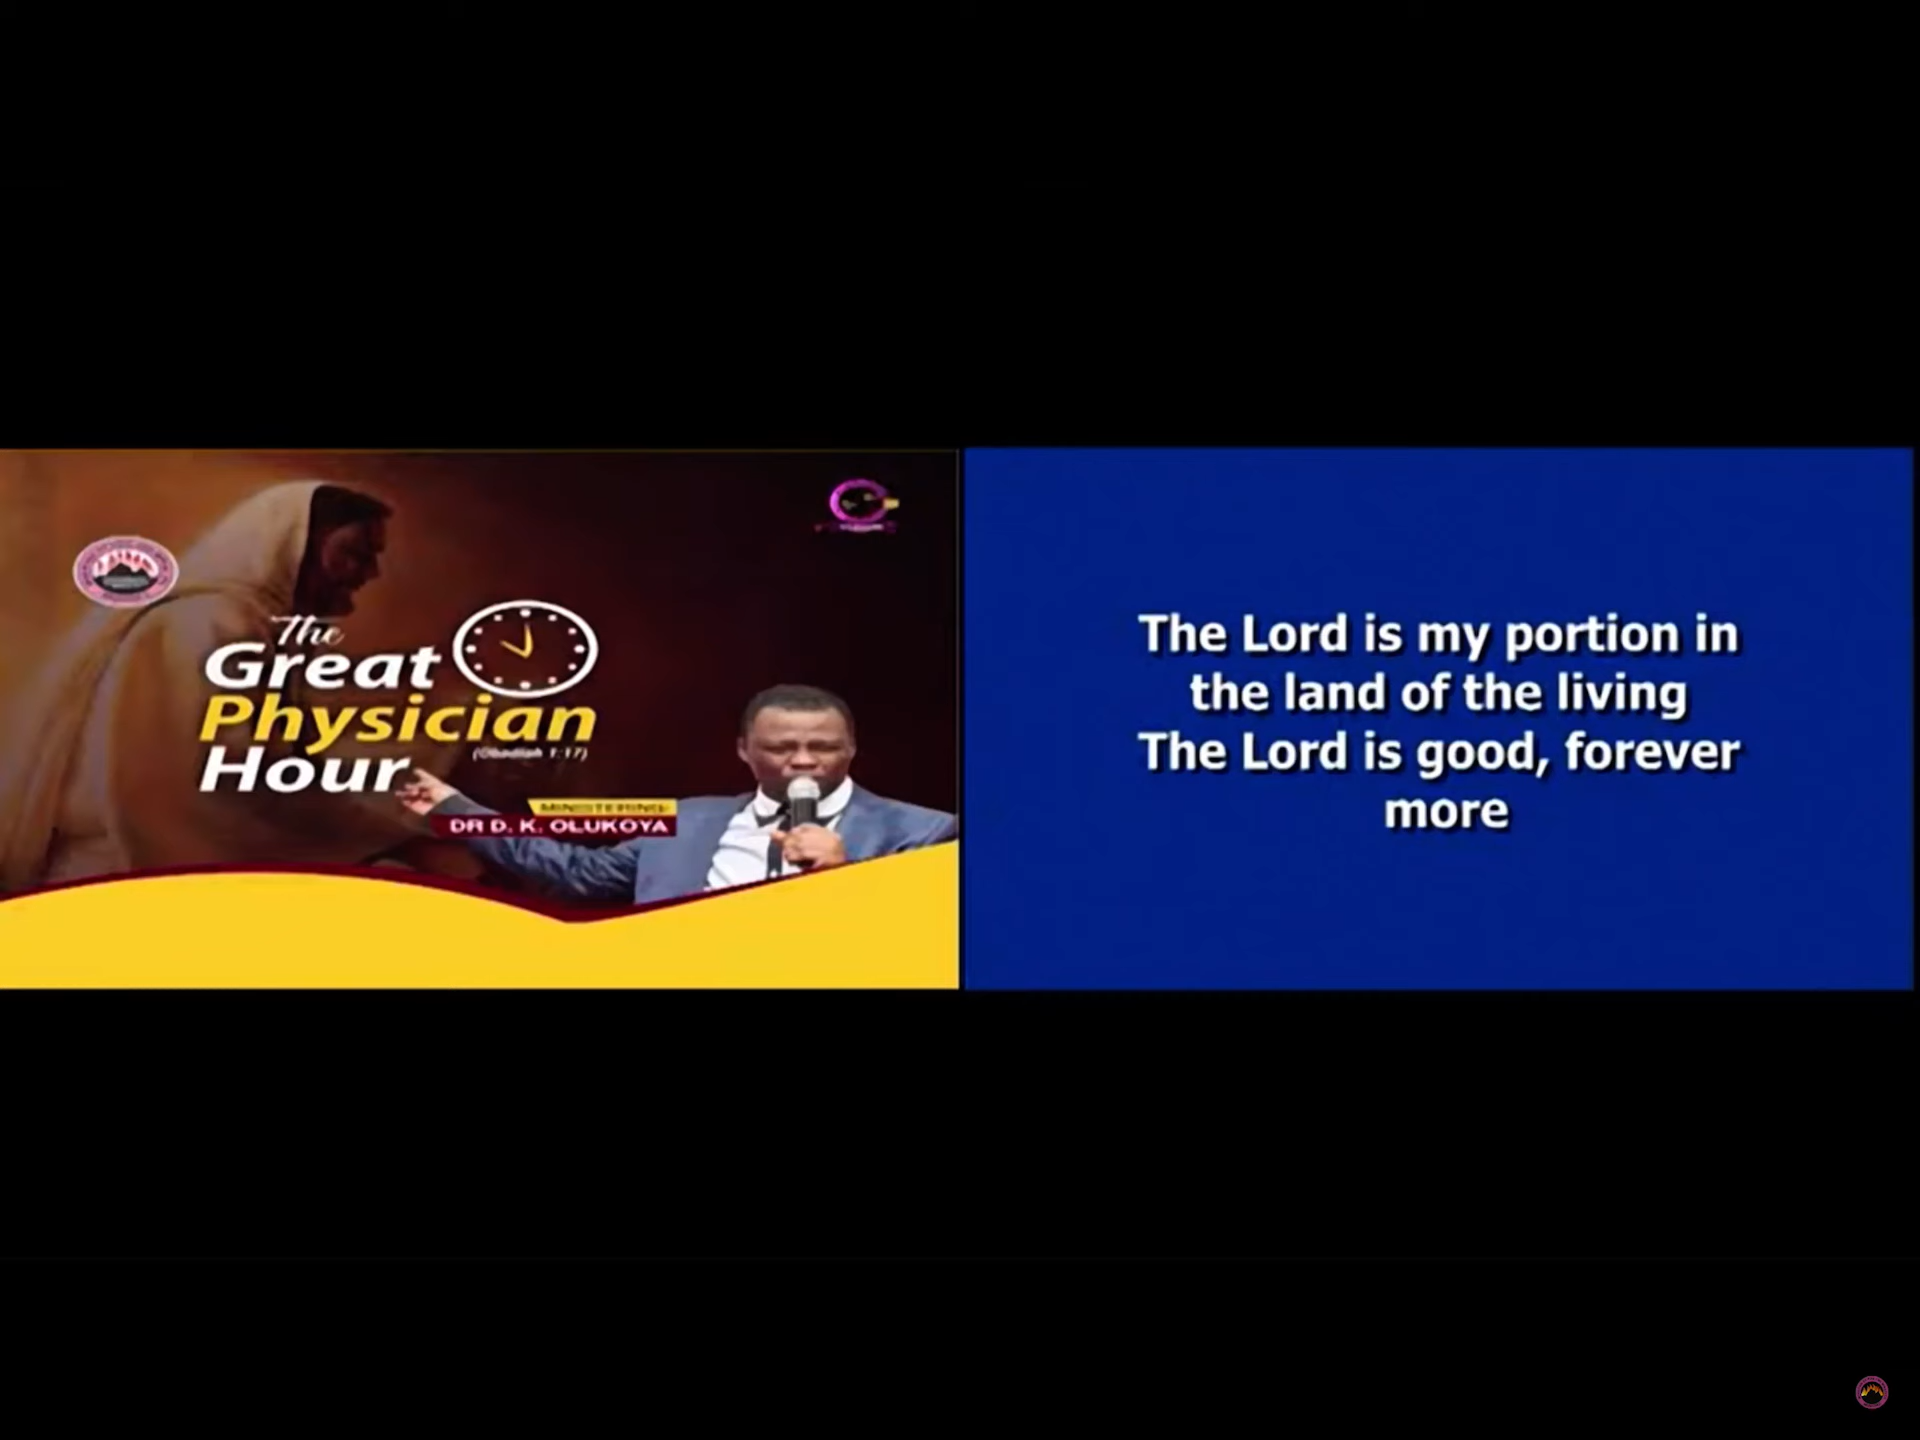 The
Great
Physician
(Obadiah 1:17)
Hour
MINISTERING:
DR D. K. OLUKOYA
The Lord is my portion in
the land of the living
The Lord is good, forever
more